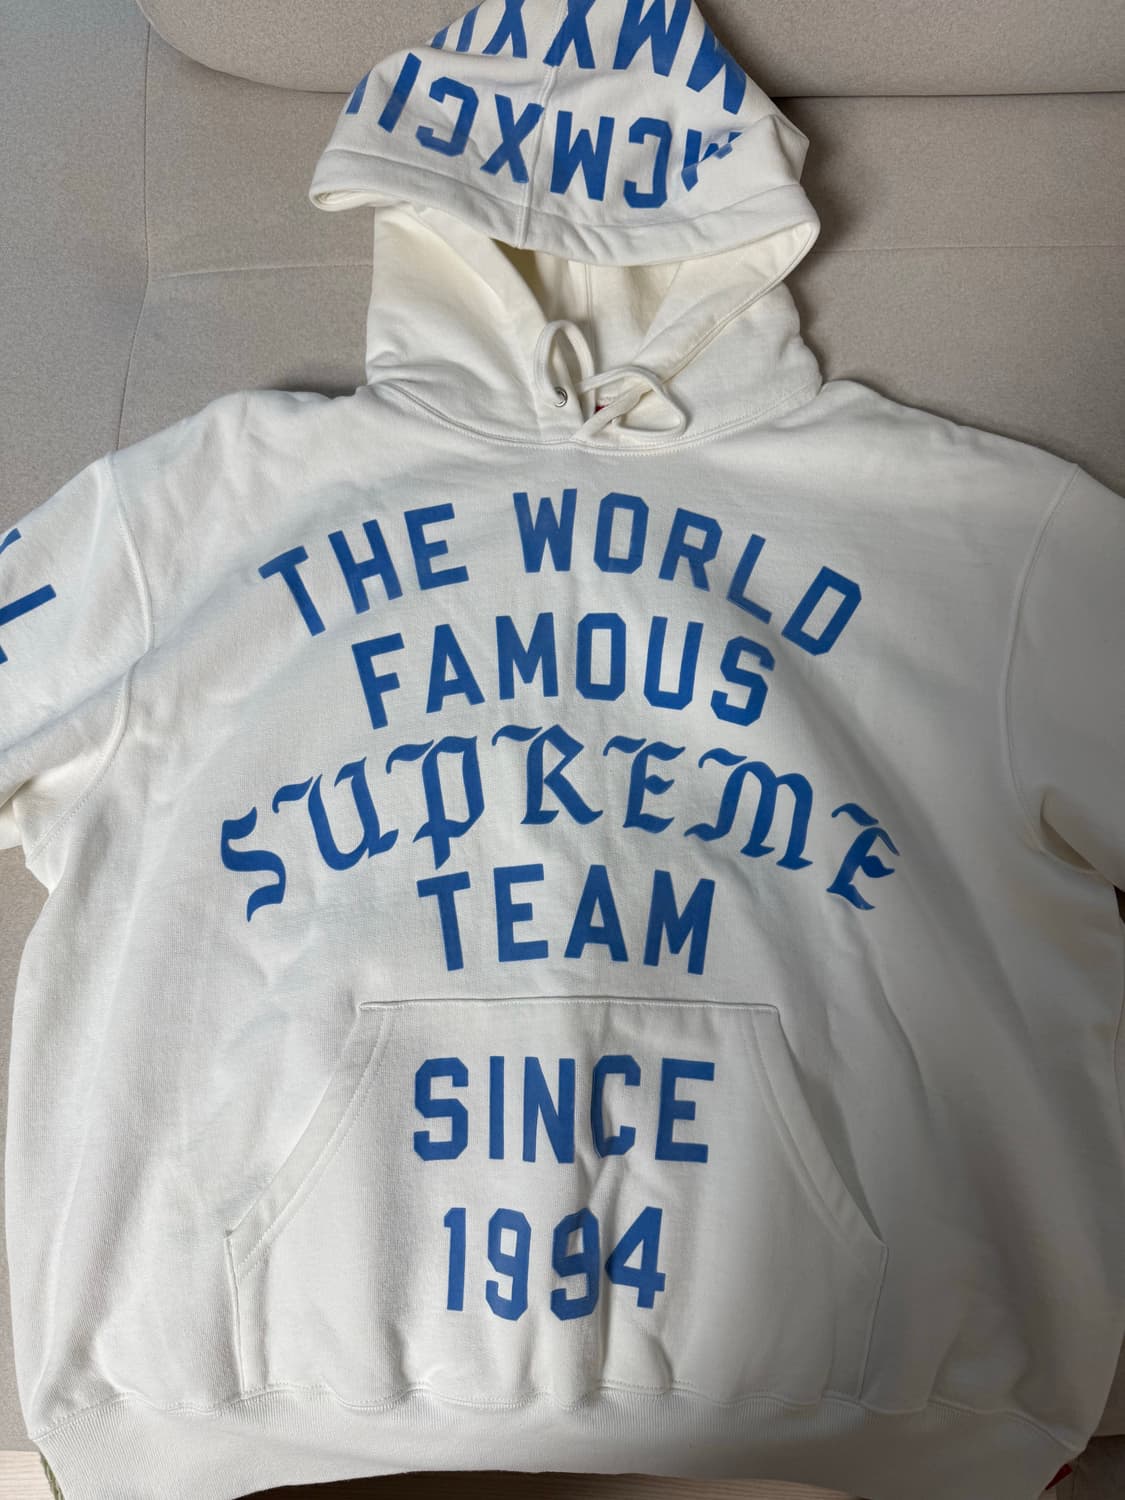 THE WORLD
FAMOUS
SUPREME
TEAM
SINCE
1994